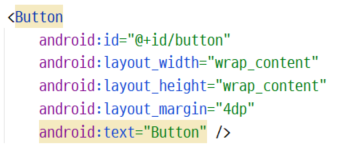 <Button
android:id="@+id/button"
android:layout_width="wrap_content"
android:layout_height="wrap_content"
android:layout_margin="4dp"
android:text="Button" />